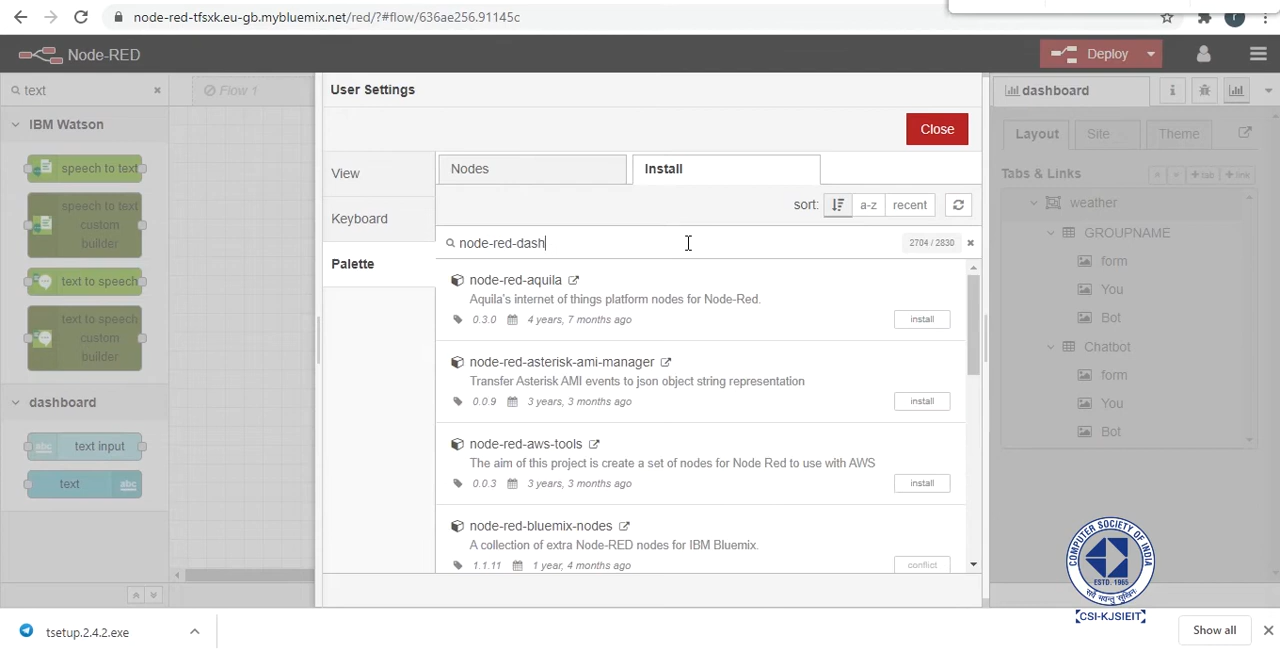 node-red-tfsxk.eu-gb.mybluemix.net/red/?#flow/636ae256.91145c
Node-RED
Deploy
text
Flow 1
User Settings
dashboard
Close
IBM Watson
View
Nodes
Install
Layout
Site
Theme
speech to text
Tabs & Links
tab
link
sort:
a-z
recent
weather
speech to text
custom
builder
Keyboard
GROUPNAME
node-red-dash
2704 / 2830
Palette
form
text to speech
node-red-aquila
You
Aquila's internet of things platform nodes for Node-Red.
0.3.0
4 years, 7 months ago
install
Bot
text to speech
custom
builder
Chatbot
node-red-asterisk-ami-manager
form
Transfer Asterisk AMI events to json object string representation
0.0.9
3 years, 3 months ago
install
dashboard
You
text input
node-red-aws-tools
Bot
The aim of this project is create a set of nodes for Node Red to use with AWS
text
0.0.3
3 years, 3 months ago
install
node-red-bluemix-nodes
A collection of extra Node-RED nodes for IBM Bluemix.
1.1.11
1 year, 4 months ago
conflict
COMPUTER SOCIETY OF INDIA
ESTD. 1965
[CSI-KJSIEIT]
tsetup.2.4.2.exe
Show all